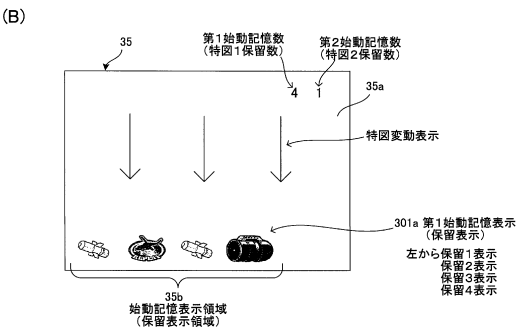 (B)
35
第1始動記憶数
(特図1保留数)
第2始動記憶数
(特図2保留数)
4 1
35a
特図変動表示
301a 第1始動記憶表示
(保留表示)
左から保留1表示
保留2表示
保留3表示
保留4表示
35b
始動記憶表示領域
(保留表示領域)